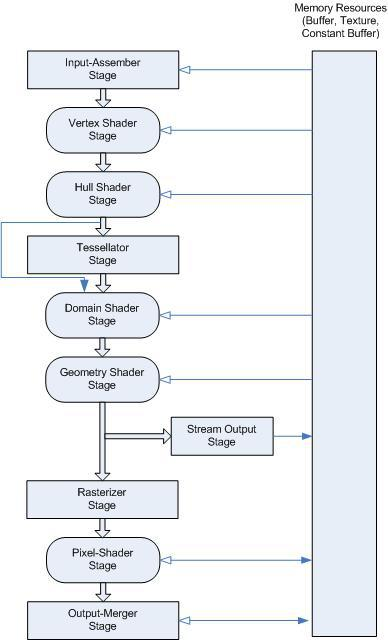 Memory Resources
(Buffer, Texture,
Constant Buffer)
Input-Assember
Stage
Vertex Shader
Stage
Hull Shader
Stage
Tessellator
Stage
Domain Shader
Stage
Geometry Shader
Stage
Stream Output
Stage
Rasterizer
Stage
Pixel-Shader
Stage
Output-Merger
Stage